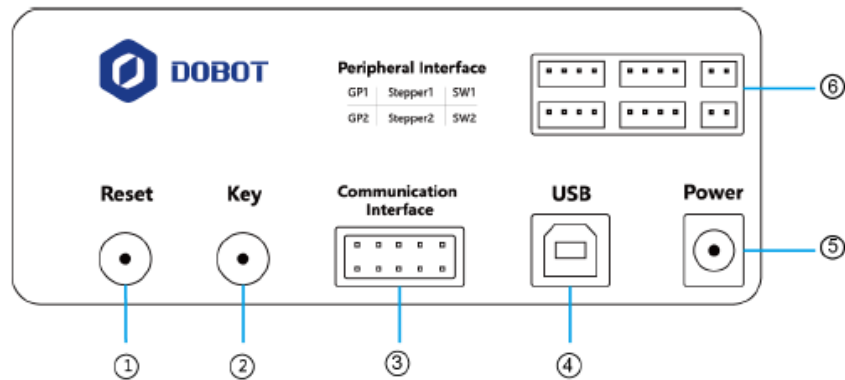 DOBOT
Peripheral Interface
GP1 Stepper1 SW1
GP2 Stepper2 SW2
⑥
Reset
Key
Communication
Interface
USB
Power
⑤
①
②
③
④